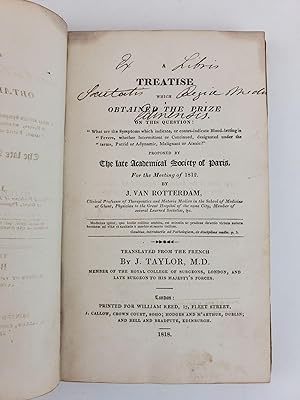 Ex Libris
A
TREATISE
Societatis Regiæ Medicæ
WHICH
Edinensis.
OBTAINED THE PRIZE
ON THIS QUESTION:
"What are the Symptoms which indicate, or contra-indicate Blood-letting in
"Fevers, whether Intermittent or Continued, designated under the
"terms, Putrid or Adynamic, Malignant or Ataxic?"
PROPOSED BY
The late Academical Society of Paris,
For the Meeting of 1812.
BY
J. VAN ROTTERDAM,
Clinical Professor of Therapeutics and Materia Medica in the School of Medicine
at Ghent, Physician to the Great Hospital of the same City, Member of
several Learned Societies, &c.
TRANSLATED FROM THE FRENCH
By J. TAYLOR, M.D.
MEMBER OF THE ROYAL COLLEGE OF SURGEONS, LONDON, AND
LATE SURGEON TO HIS MAJESTY'S FORCES.
London:
PRINTED FOR WILLIAM REED, 17, FLEET STREET,
J. CALLOW, CROWN COURT, SOHO; HODGES AND M'ARTHUR, DUBLIN;
AND BELL AND BRADFUTE, EDINBURGH.
1818.